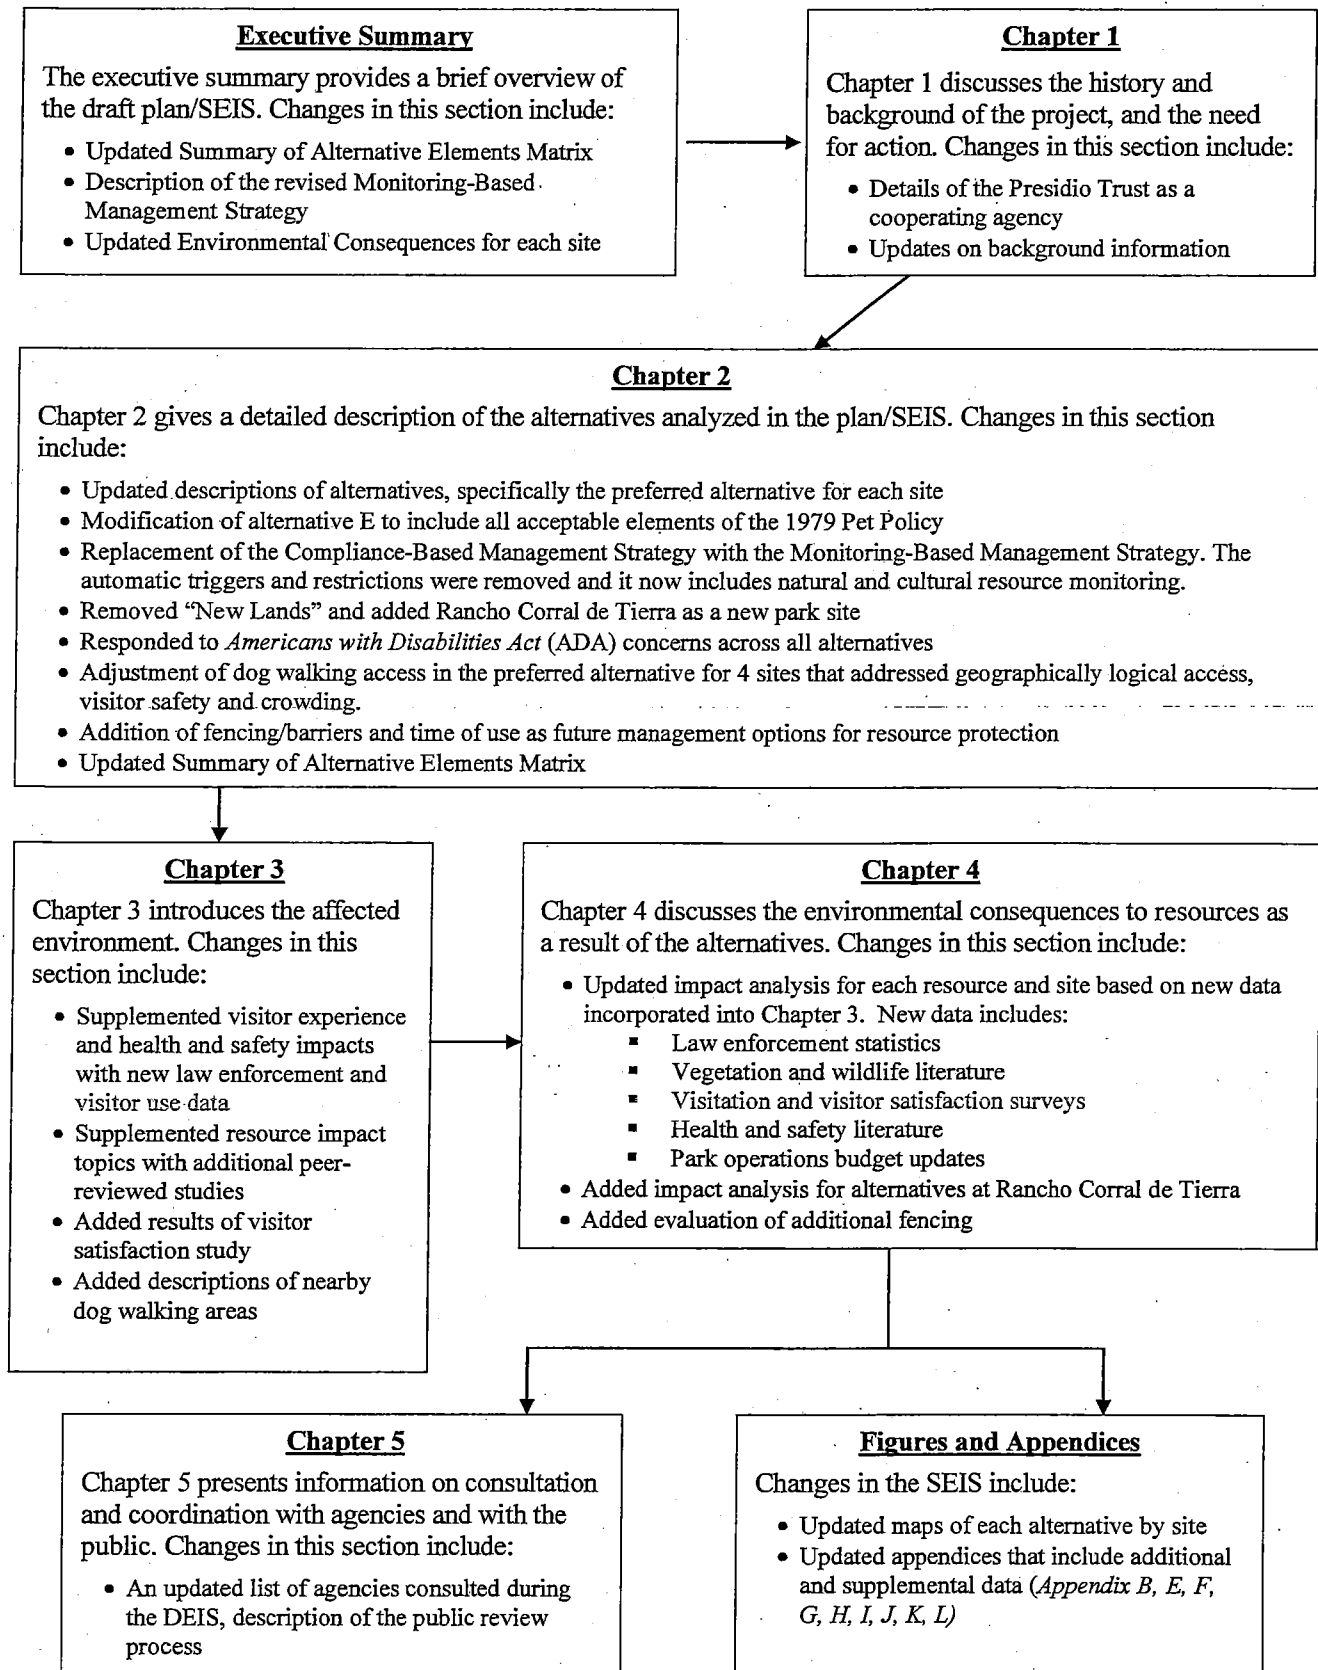 Executive Summary
The executive summary provides a brief overview of
the draft plan/SEIS. Changes in this section include:
• Updated Summary of Alternative Elements Matrix
• Description of the revised Monitoring-Based
Management Strategy
• Updated Environmental Consequences for each site
Chapter 1
Chapter 1 discusses the history and
background of the project, and the need
for action. Changes in this section include:
• Details of the Presidio Trust as a
cooperating agency
• Updates on background information
Chapter 2
Chapter 2 gives a detailed description of the alternatives analyzed in the plan/SEIS. Changes in this section
include:
• Updated descriptions of alternatives, specifically the preferred alternative for each site
• Modification of alternative E to include all acceptable elements of the 1979 Pet Policy
• Replacement of the Compliance-Based Management Strategy with the Monitoring-Based Management Strategy. The
automatic triggers and restrictions were removed and it now includes natural and cultural resource monitoring.
• Removed “New Lands” and added Rancho Corral de Tierra as a new park site
• Responded to Americans with Disabilities Act (ADA) concerns across all alternatives
• Adjustment of dog walking access in the preferred alternative for 4 sites that addressed geographically logical access,
visitor safety and crowding.
• Addition of fencing/barriers and time of use as future management options for resource protection
• Updated Summary of Alternative Elements Matrix
Chapter 3
Chapter 3 introduces the affected
environment. Changes in this
section include:
• Supplemented visitor experience
and health and safety impacts
with new law enforcement and
visitor use data
• Supplemented resource impact
topics with additional peer-
reviewed studies
• Added results of visitor
satisfaction study
• Added descriptions of nearby
dog walking areas
Chapter 4
Chapter 4 discusses the environmental consequences to resources as
a result of the alternatives. Changes in this section include:
• Updated impact analysis for each resource and site based on new data
incorporated into Chapter 3. New data includes:
▪ Law enforcement statistics
▪ Vegetation and wildlife literature
▪ Visitation and visitor satisfaction surveys
▪ Health and safety literature
▪ Park operations budget updates
• Added impact analysis for alternatives at Rancho Corral de Tierra
• Added evaluation of additional fencing
Chapter 5
Chapter 5 presents information on consultation
and coordination with agencies and with the
public. Changes in this section include:
• An updated list of agencies consulted during
the DEIS, description of the public review
process
Figures and Appendices
Changes in the SEIS include:
• Updated maps of each alternative by site
• Updated appendices that include additional
and supplemental data (Appendix B, E, F,
G, H, I, J, K, L)